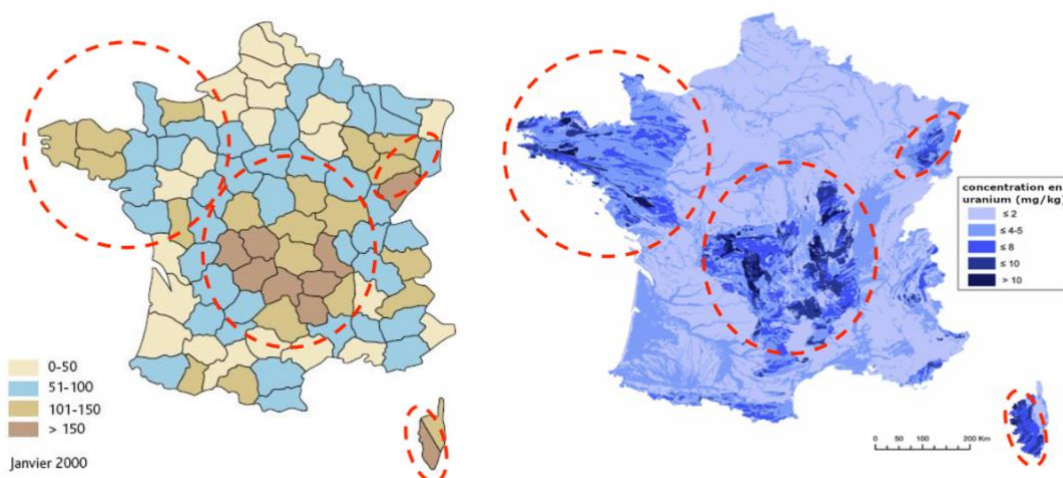 0-50
51-100
101-150
> 150
Janvier 2000
concentration en
uranium (mg/kg)
≤ 2
≤ 4-5
≤ 8
≤ 10
> 10
0 50 100 200 Km